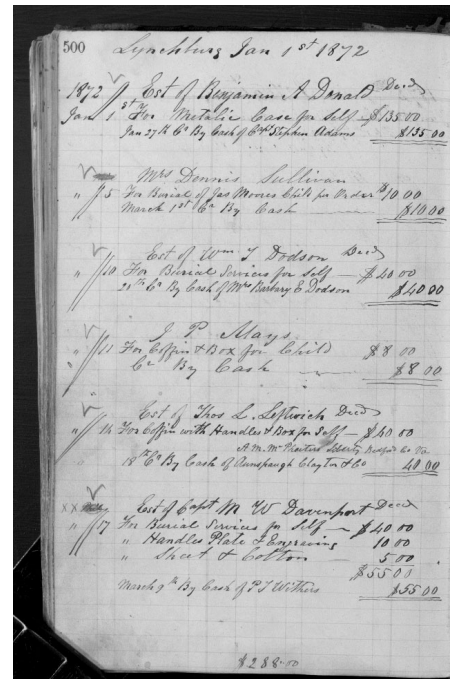 500
Lynchburg Jan 1st 1872
1872 Est of Benjamin A Donald Decd
Jan 1st For Metalic Case for Self — $135.00
Jan 27th Cr By Cash of Stephen Adams $135 00
Mrs Dennis Sullivan
" 5 For Burial of Jas Moores Child per Order $10 00
March 1st Cr By Cash — $10 00
Est of Wm T Dodson Decd
" 10 For Burial Services for Self — $40 00
Cr By Cash of Mrs Barbary E Dodson $40 00
J P Mays
" 11 For Coffin & Box for Child $8 00
Cr By Cash — $8 00
Est of Thos L. Leftwich Decd
" 14 For Coffin with Handles & Box for Self — $40 00
A. M. Liberty Bedford Co Va
18th Cr By Cash of Clayton & Co 40 00
Est of Capt M W Davenport Decd
" 17 For Burial Services for Self — $40 00
" Handles Plate & Engraving 10 00
" Sheet & Cotton — 5 00
$55 00
March 9th By Cash of P T Withers $55 00
$288.00